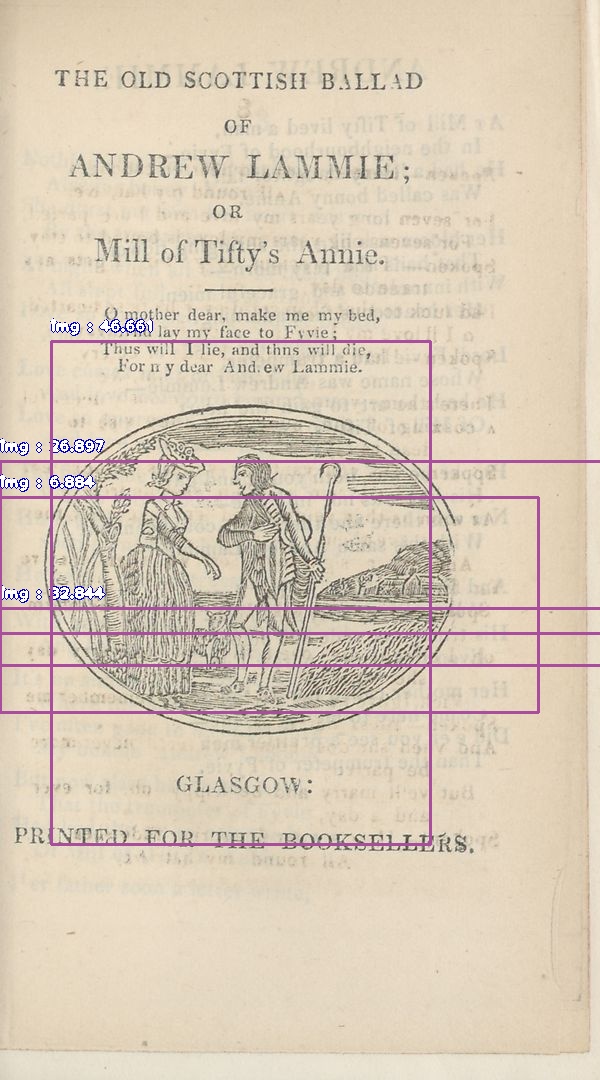 THE OLD SCOTTISH BALLAD
OF
ANDREW LAMMIE;
OR
Mill of Tifty's Annie.
O mother dear, make me my bed,
img : 46.661
And lay my face to Fyvie;
Thus will I lie, and thns will die,
For my dear Andrew Lammie.
img : 26.897
img : 6.884
img : 32.844
GLASGOW:
PRINTED FOR THE BOOKSELLERS.